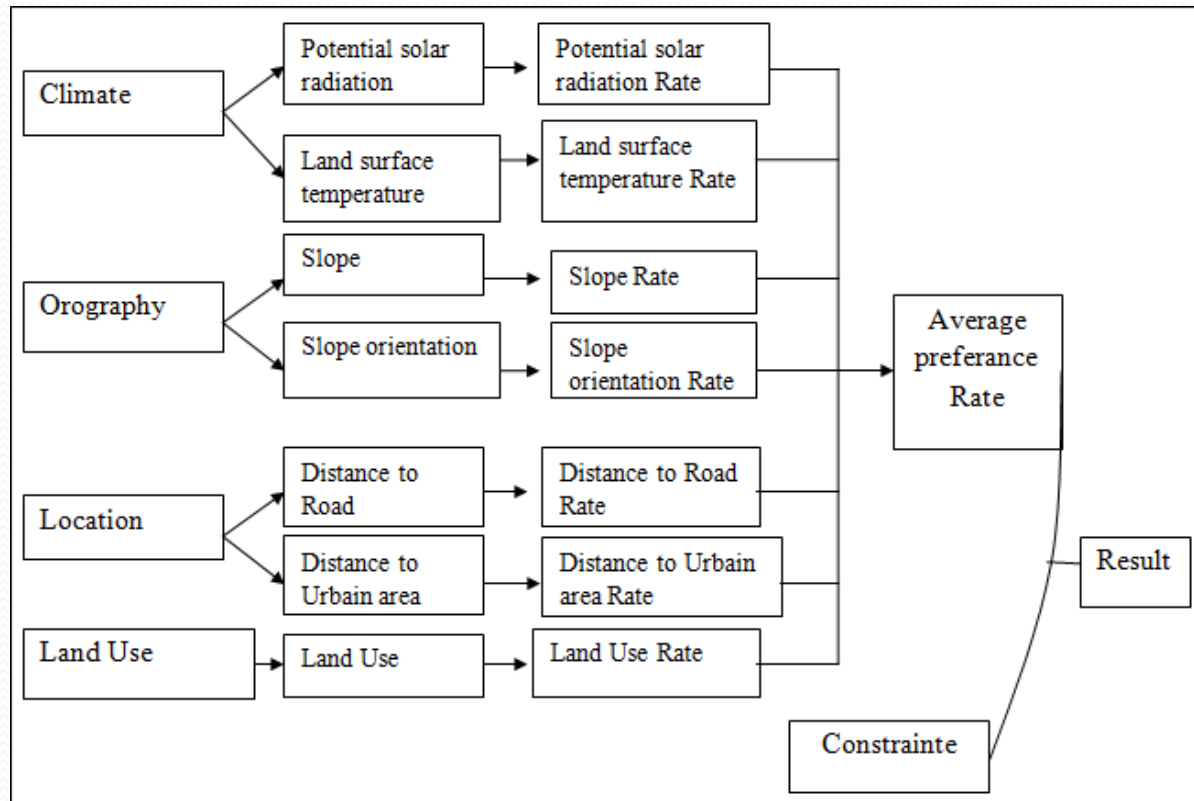 Climate
Potential solar
radiation
Potential solar
radiation Rate
Land surface
temperature
Land surface
temperature Rate
Orography
Slope
Slope Rate
Slope orientation
Slope
orientation Rate
Location
Distance to
Road
Distance to Road
Rate
Distance to
Urbain area
Distance to Urbain
area Rate
Land Use
Land Use
Land Use Rate
Average
preferance
Rate
Result
Constrainte